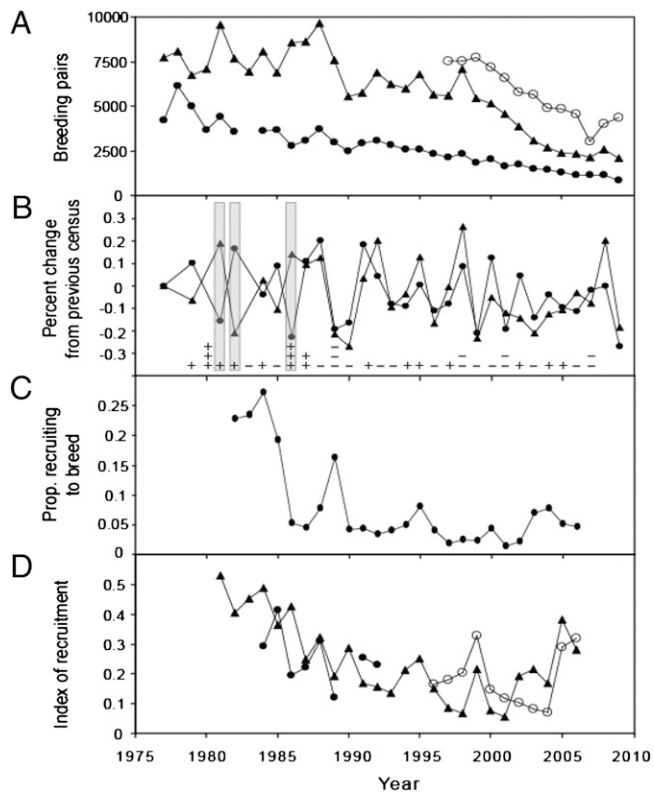 A
10000
7500
5000
2500
0
Breeding pairs
B
0.3
0.2
0.1
0
-0.1
-0.2
-0.3
Percent change
from previous census
C
0.25
0.2
0.15
0.1
0.05
0
Prop. recruiting
to breed
D
0.5
0.4
0.3
0.2
0.1
0
Index of recruitment
1975 1980 1985 1990 1995 2000 2005 2010
Year